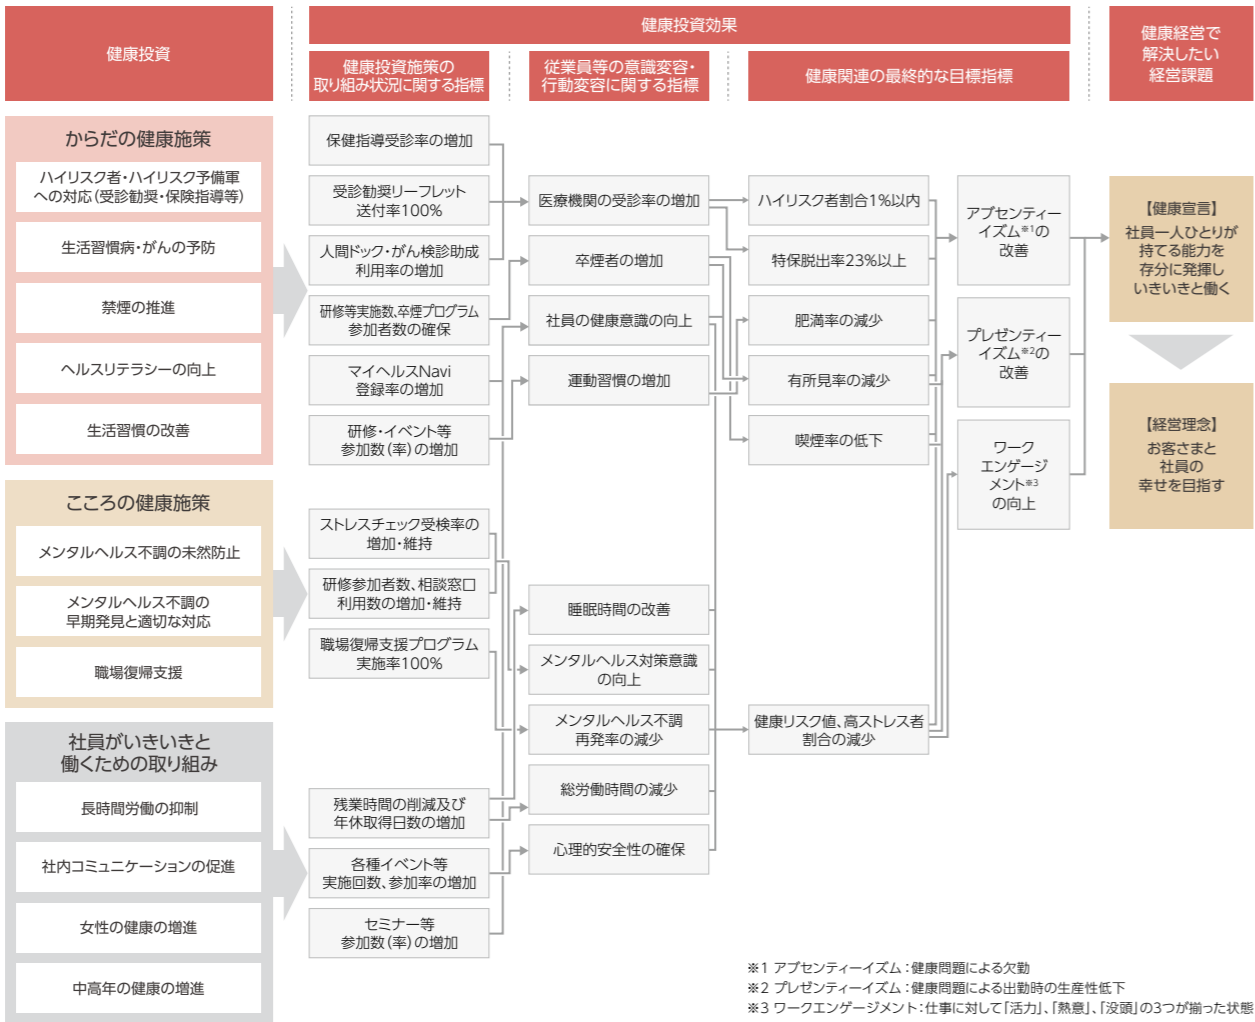 健康投資
健康投資効果
健康投資施策の
取り組み状況に関する指標
従業員等の意識変容・
行動変容に関する指標
健康関連の最終的な目標指標
健康経営で
解決したい
経営課題
からだの健康施策
ハイリスク者・ハイリスク予備軍
への対応(受診勧奨・保険指導等)
生活習慣病・がんの予防
禁煙の推進
ヘルスリテラシーの向上
生活習慣の改善
こころの健康施策
メンタルヘルス不調の未然防止
メンタルヘルス不調の
早期発見と適切な対応
職場復帰支援
社員がいきいきと
働くための取り組み
長時間労働の抑制
社内コミュニケーションの促進
女性の健康の増進
中高年の健康の増進
保健指導受診率の増加
受診勧奨リーフレット
送付率100%
人間ドック・がん検診助成
利用率の増加
研修等実施数、卒煙プログラム
参加者数の確保
マイヘルスNavi
登録率の増加
研修・イベント等
参加数(率)の増加
ストレスチェック受検率の
増加・維持
研修参加者数、相談窓口
利用数の増加・維持
職場復帰支援プログラム
実施率100%
残業時間の削減及び
年休取得日数の増加
各種イベント等
実施回数、参加率の増加
セミナー等
参加数(率)の増加
医療機関の受診率の増加
卒煙者の増加
社員の健康意識の向上
運動習慣の増加
睡眠時間の改善
メンタルヘルス対策意識
の向上
メンタルヘルス不調
再発率の減少
総労働時間の減少
心理的安全性の確保
ハイリスク者割合1%以内
特保脱出率23%以上
肥満率の減少
有所見率の減少
喫煙率の低下
健康リスク値、高ストレス者
割合の減少
アブセンティー
イズム※1の
改善
プレゼンティー
イズム※2の
改善
ワーク
エンゲージ
メント※3
の向上
【健康宣言】
社員一人ひとりが
持てる能力を
存分に発揮し
いきいきと働く
【経営理念】
お客さまと
社員の
幸せを目指す
※1 アブセンティーイズム:健康問題による欠勤
※2 プレゼンティーイズム:健康問題による出勤時の生産性低下
※3 ワークエンゲージメント:仕事に対して「活力」、「熱意」、「没頭」の3つが揃った状態